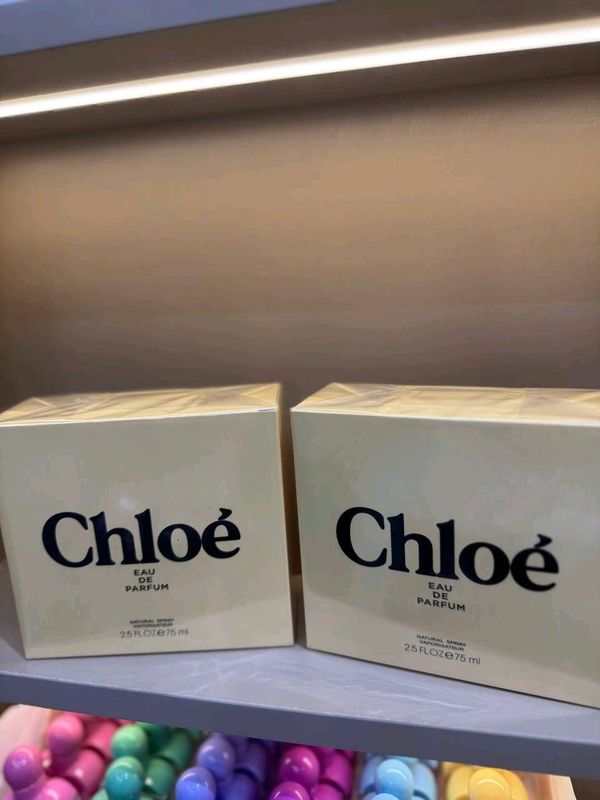 Chloé
EAU
DE
PARFUM
NATURAL SPRAY
VAPORISATEUR
2.5 FL.OZ℮75 ml
Chloé
EAU
DE
PARFUM
NATURAL SPRAY
VAPORISATEUR
2.5 FL.OZ℮75 ml